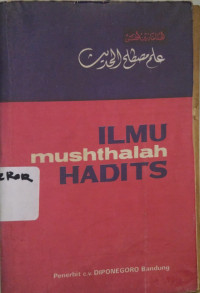 علم مصطلح الحديث
ILMU
mushthalah
HADITS
Penerbit c.v. DIPONEGORO Bandung